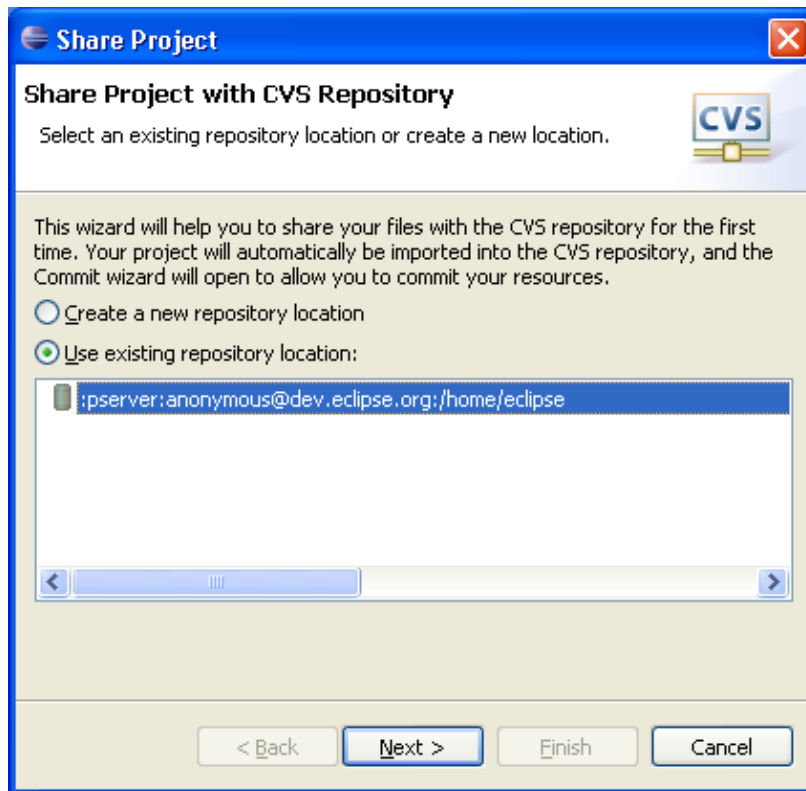 Share Project
Share Project with CVS Repository
Select an existing repository location or create a new location.
CVS
This wizard will help you to share your files with the CVS repository for the first
time. Your project will automatically be imported into the CVS repository, and the
Commit wizard will open to allow you to commit your resources.
Create a new repository location
Use existing repository location:
:pserver:anonymous@dev.eclipse.org:/home/eclipse
< Back Next > Finish Cancel